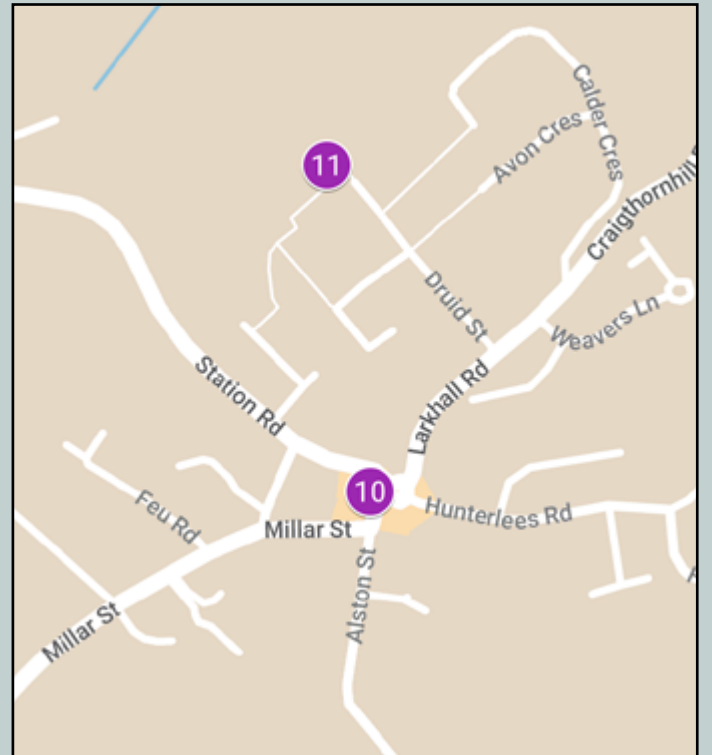 Calder Cres
Avon Cres
11
Craigthornhill
Druid St
Weavers Ln
Station Rd
Larkhall Rd
10
Hunterlees Rd
Feu Rd
Millar St
Alston St
Millar St